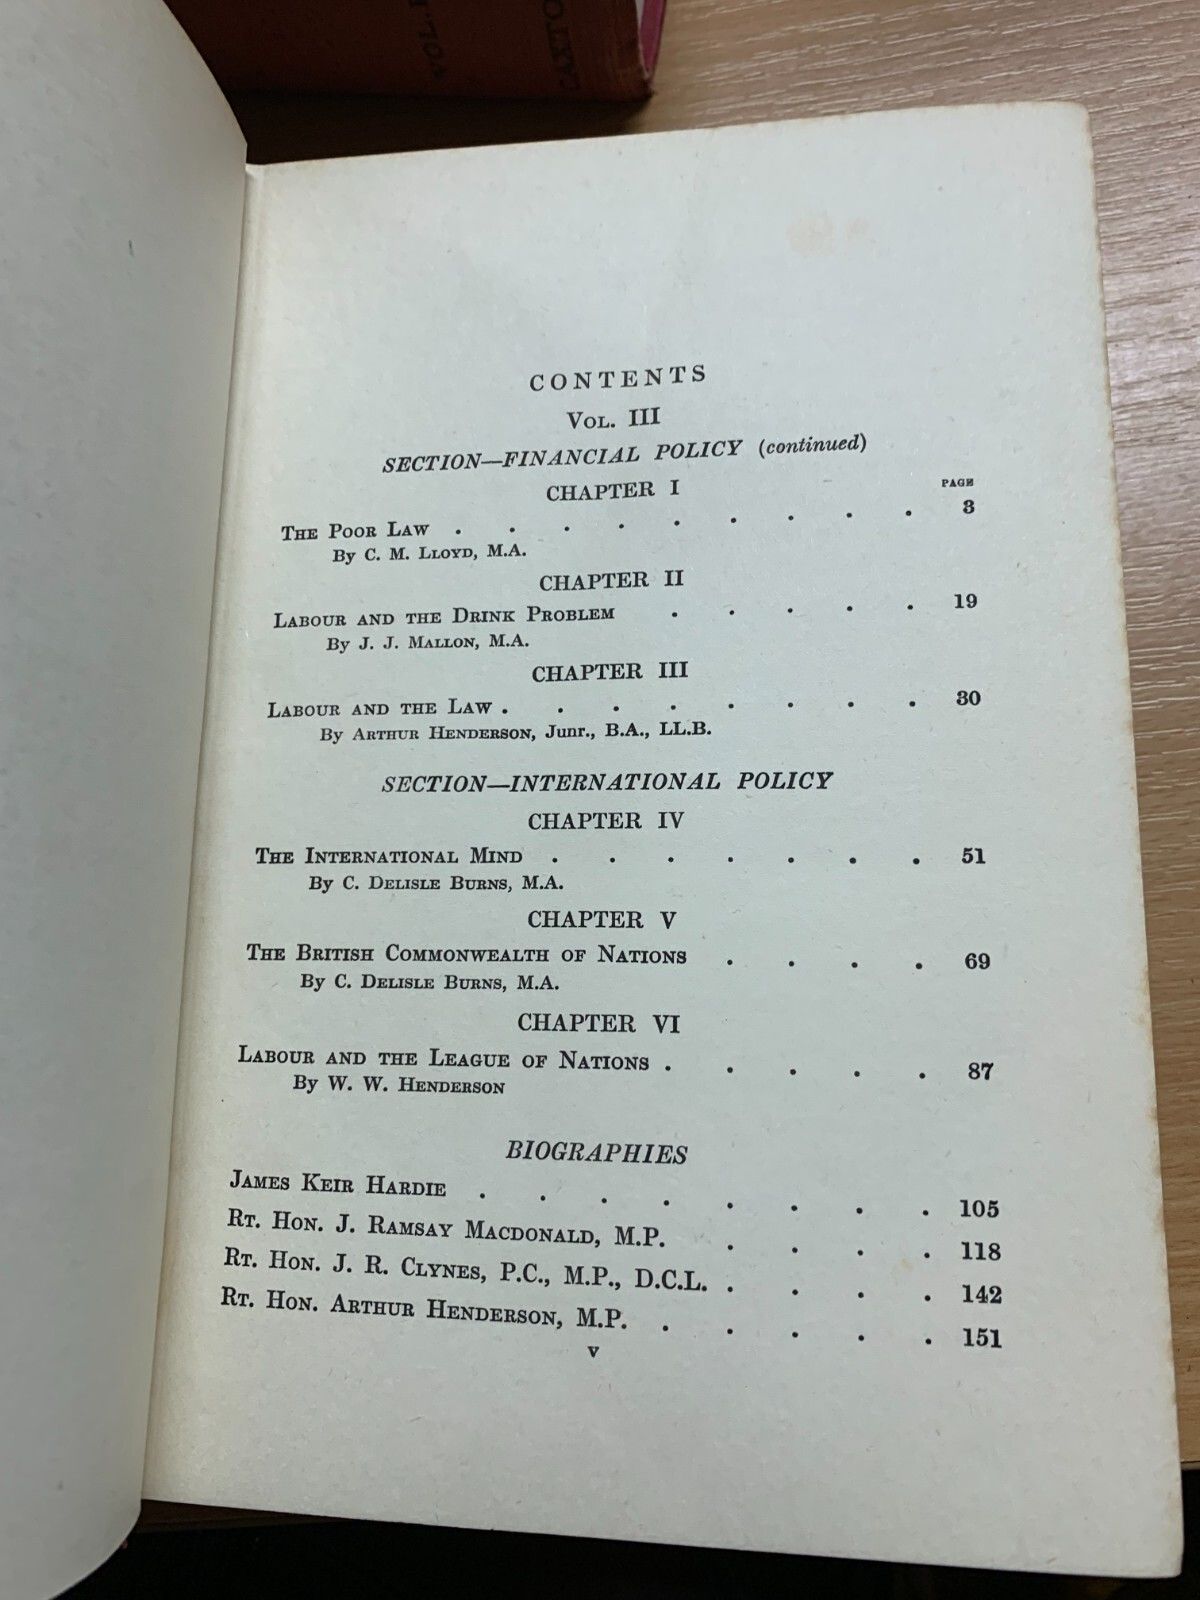 VOL.
CAXTO
CONTENTS
VOL. III
SECTION—FINANCIAL POLICY (continued)
CHAPTER I
PAGE
THE POOR LAW . . . . . . . . . 3
By C. M. LLOYD, M.A.
CHAPTER II
LABOUR AND THE DRINK PROBLEM . . . . . 19
By J. J. MALLON, M.A.
CHAPTER III
LABOUR AND THE LAW . . . . . . . . 30
By ARTHUR HENDERSON, Junr., B.A., LL.B.
SECTION—INTERNATIONAL POLICY
CHAPTER IV
THE INTERNATIONAL MIND . . . . . . . 51
By C. DELISLE BURNS, M.A.
CHAPTER V
THE BRITISH COMMONWEALTH OF NATIONS . . . . 69
By C. DELISLE BURNS, M.A.
CHAPTER VI
LABOUR AND THE LEAGUE OF NATIONS . . . . . 87
By W. W. HENDERSON
BIOGRAPHIES
JAMES KEIR HARDIE . . . . . . . . 105
RT. HON. J. RAMSAY MACDONALD, M.P. . . . . 118
RT. HON. J. R. CLYNES, P.C., M.P., D.C.L. . . . . 142
RT. HON. ARTHUR HENDERSON, M.P. . . . . . 151
v